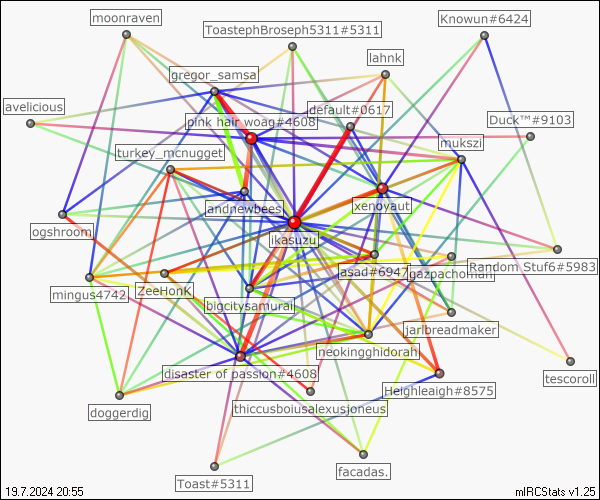 moonraven
ToastephBroseph5311#5311
Knowun#6424
lahnk
gregor_samsa
avelicious
default#0617
pink hair woag#4608
Duck™#9103
mukszi
turkey_mcnugget
andnewbees
xenovaut
ogshroom
ikasuzu
asad#6947
gazpachoman
Random Stuf6#5983
mingus4742
ZeeHonK
bigcitysamurai
jarlbreadmaker
neokingghidorah
disaster of passion#4608
tescoroll
Heighleigh#8575
doggerdig
thiccusboiusalexusjoneus
facadas.
Toast#5311
19.7.2024 20:55
mIRCStats v1.25